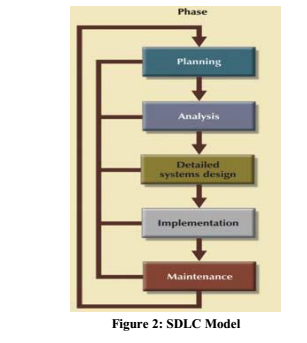 Phase
Planning
Analysis
Detailed
systems design
Implementation
Maintenance
Figure 2: SDLC Model